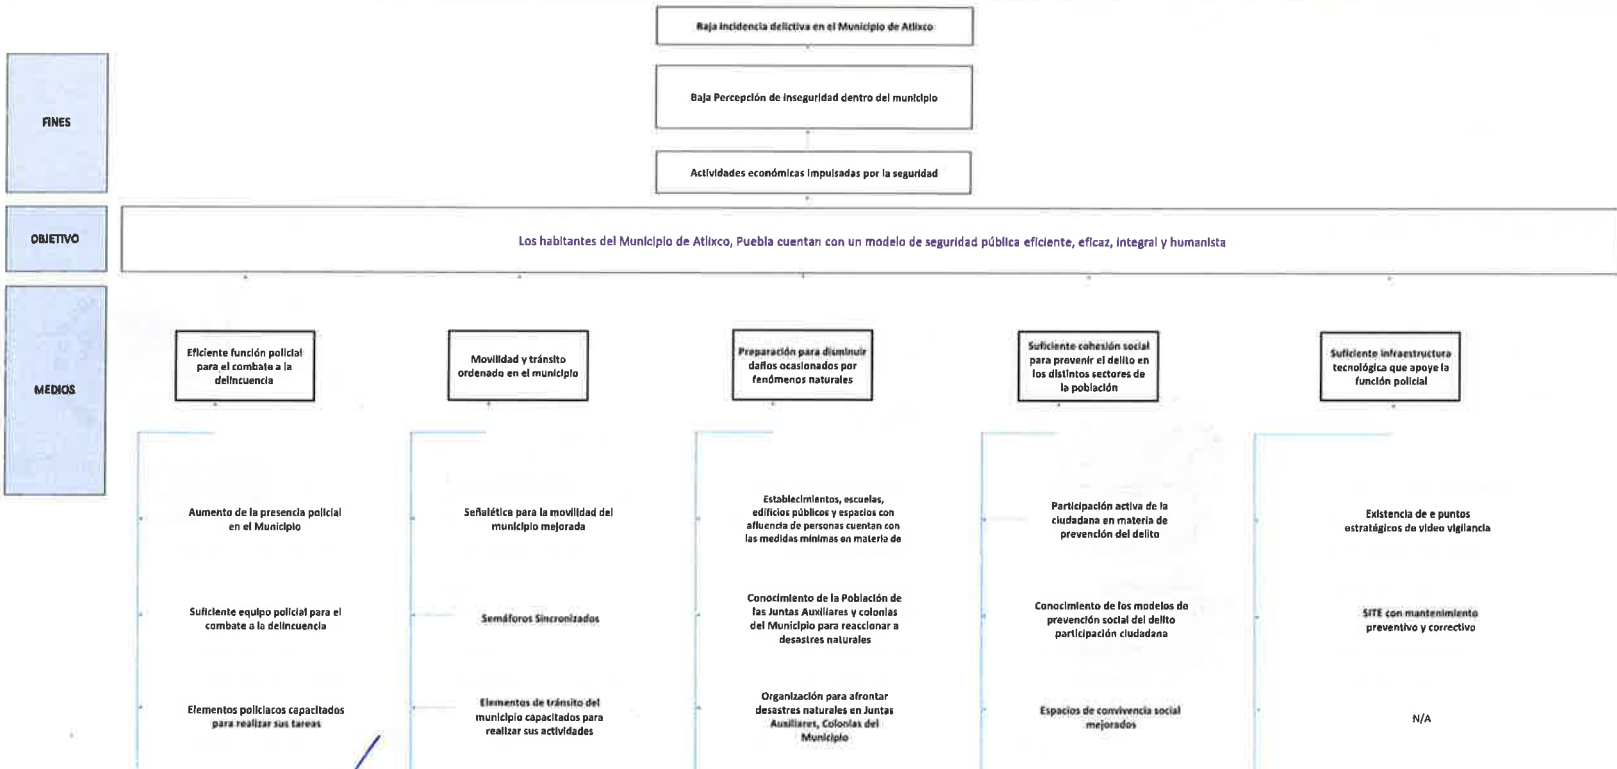 Baja incidencia delictiva en el Municipio de Atlixco
FINES
Baja Percepción de inseguridad dentro del municipio
Actividades económicas impulsadas por la seguridad
OBJETIVO
Los habitantes del Municipio de Atlixco, Puebla cuentan con un modelo de seguridad pública eficiente, eficaz, integral y humanista
MEDIOS
Eficiente función policial
para el combate a la
delincuencia
Movilidad y tránsito
ordenado en el municipio
Preparación para disminuir
daños ocasionados por
fenómenos naturales
Suficiente cohesión social
para prevenir el delito en
los distintos sectores de
la población
Suficiente infraestructura
tecnológica que apoye la
función policial
Aumento de la presencia policial
en el Municipio
Señalética para la movilidad del
municipio mejorada
Establecimientos, escuelas,
edificios públicos y espacios con
afluencia de personas cuentan con
las medidas mínimas en materia de
Participación activa de la
ciudadana en materia de
prevención del delito
Existencia de e puntos
estratégicos de video vigilancia
Suficiente equipo policial para el
combate a la delincuencia
Semáforos Sincronizados
Conocimiento de la Población de
las Juntas Auxiliares y colonias
del Municipio para reaccionar a
desastres naturales
Conocimiento de los modelos de
prevención social del delito
participación ciudadana
SITE con mantenimiento
preventivo y correctivo
Elementos policiacos capacitados
para realizar sus tareas
Elementos de tránsito del
municipio capacitados para
realizar sus actividades
Organización para afrontar
desastres naturales en Juntas
Auxiliares, Colonias del
Municipio
Espacios de convivencia social
mejorados
N/A